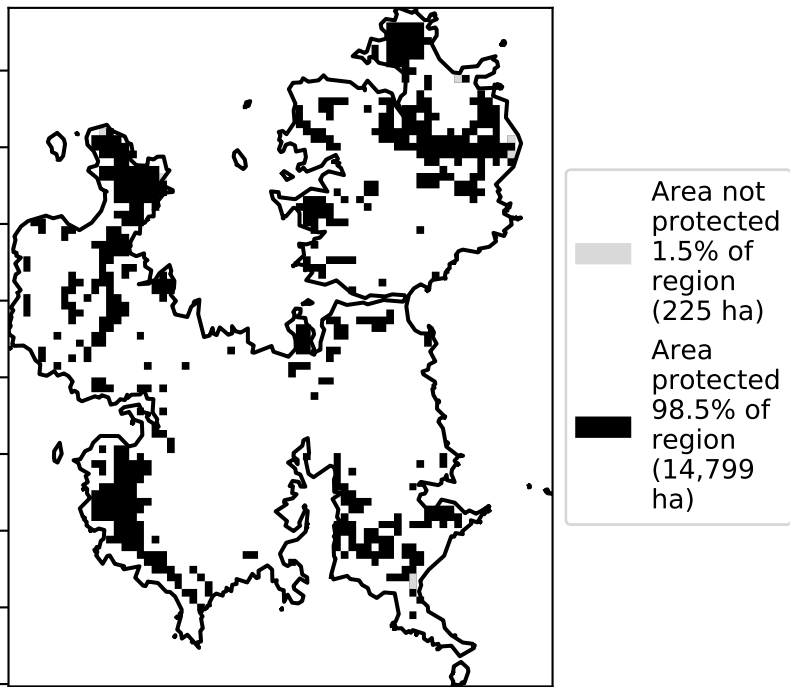 Area not
protected
1.5% of
region
(225 ha)
Area
protected
98.5% of
region
(14,799
ha)